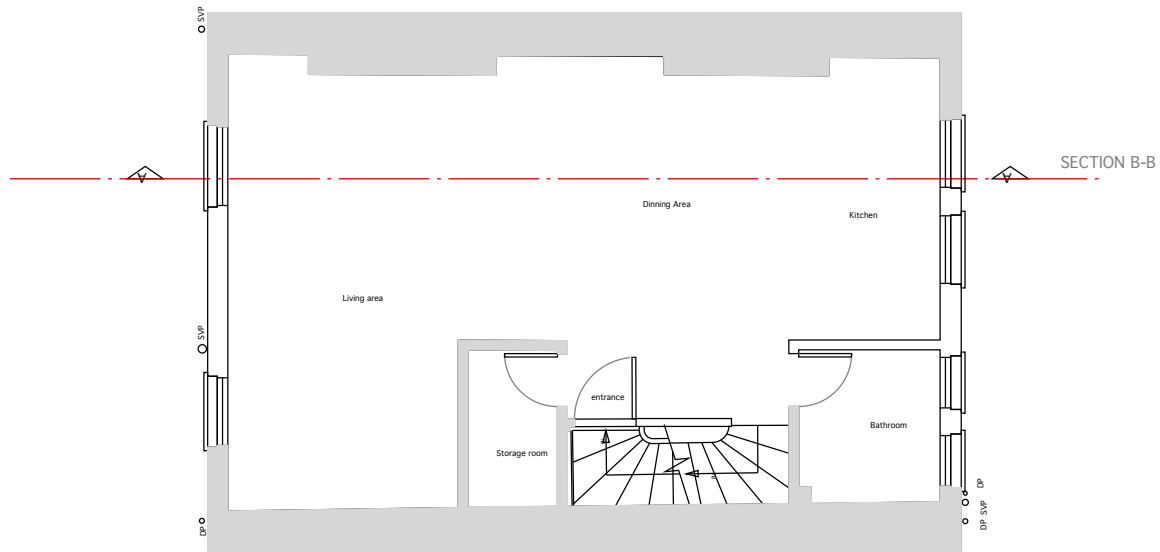 SVP
SECTION B-B
A
A
Dinning Area
Kitchen
Living area
SVP
entrance
Bathroom
Storage room
DP
SVP
DP
DP